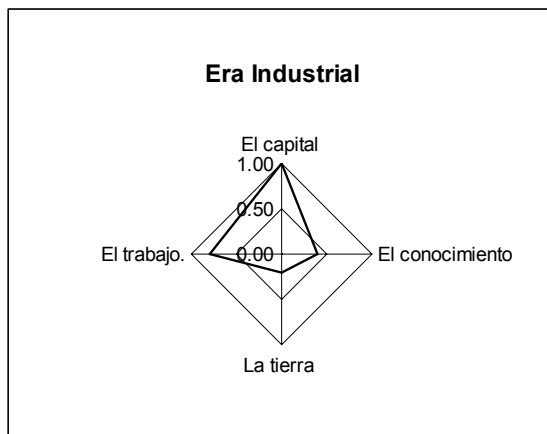 Era Industrial
El capital
1.00
0.50
El trabajo.
0.00
El conocimiento
La tierra